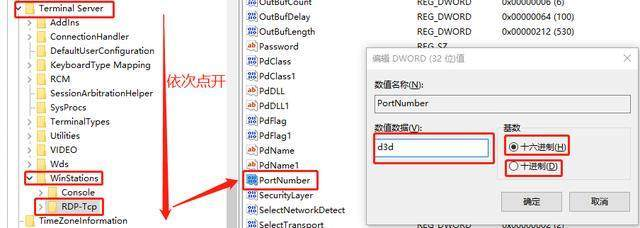 Terminal Server
AddIns
ConnectionHandler
DefaultUserConfiguration
KeyboardType Mapping
RCM
SessionArbitrationHelper
SysProcs
TerminalTypes
Utilities
VIDEO
Wds
WinStations
Console
RDP-Tcp
TimeZoneInformation
依次点开
OutBufCount REG_DWORD 0x00000006 (6)
OutBufDelay REG_DWORD 0x00000064 (100)
OutBufLength REG_DWORD 0x00000212 (530)
Password REG_SZ
PdClass
PdClass1
PdDLL
PdDLL1
PdFlag
PdFlag1
PdName
PdName1
PortNumber
SecurityLayer
SelectNetworkDetect
SelectTransport
编辑 DWORD (32 位)值
数值名称(N):
PortNumber
数值数据(V):
d3d
基数
十六进制(H)
十进制(D)
确定
取消